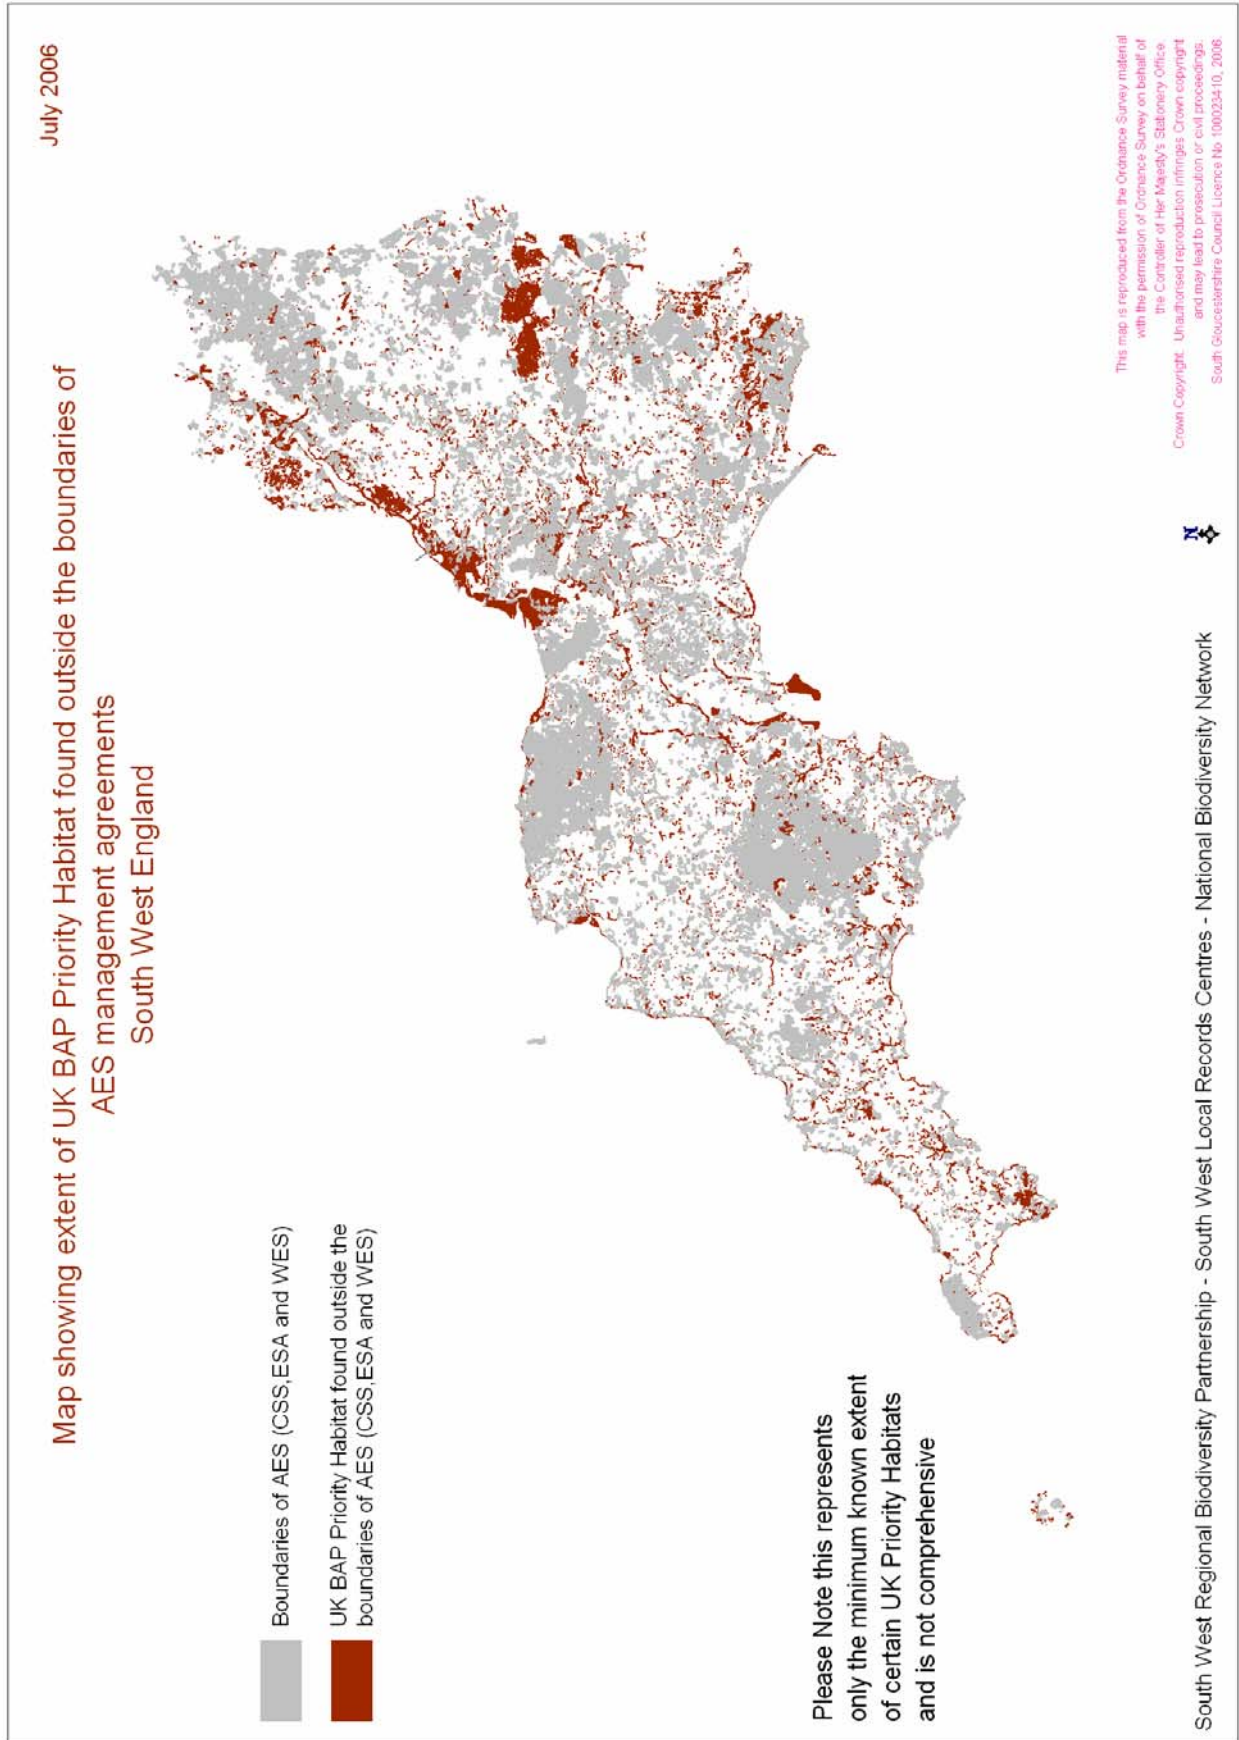 Map showing extent of UK BAP Priority Habitat found outside the boundaries of
AES management agreements
South West England
July 2006
Boundaries of AES (CSS,ESA and WES)
UK BAP Priority Habitat found outside the
boundaries of AES (CSS,ESA and WES)
Please Note this represents
only the minimum known extent
of certain UK Priority Habitats
and is not comprehensive
N
This map is reproduced from the Ordnance Survey material
with the permission of Ordnance Survey on behalf of
the Controller of Her Majesty's Stationery Office.
Crown Copyright. Unauthorised reproduction infringes Crown copyright
and may lead to prosecution or civil proceedings.
South Gloucestershire Council Licence No 100023410, 2006.
South West Regional Biodiversity Partnership - South West Local Records Centres - National Biodiversity Network